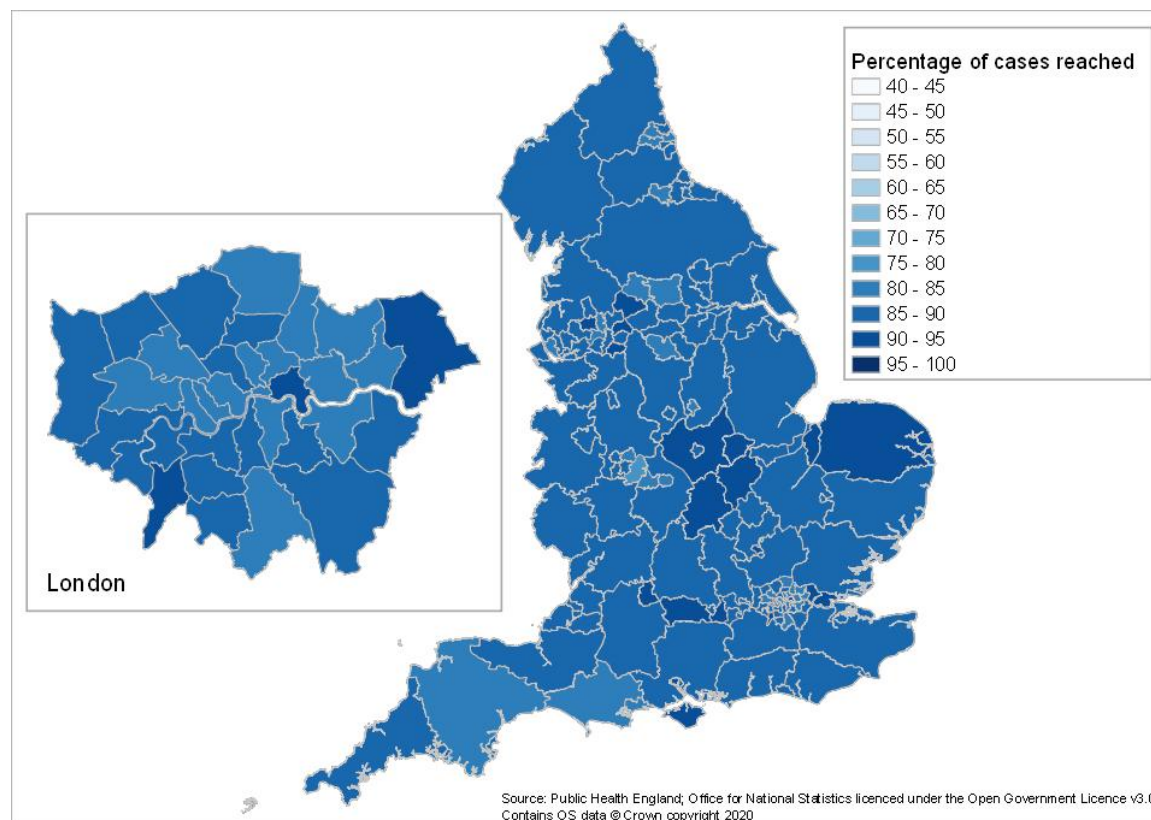 Percentage of cases reached
40 - 45
45 - 50
50 - 55
55 - 60
60 - 65
65 - 70
70 - 75
75 - 80
80 - 85
85 - 90
90 - 95
95 - 100
London
Source: Public Health England; Office for National Statistics licenced under the Open Government Licence v3.0
Contains OS data © Crown copyright 2020